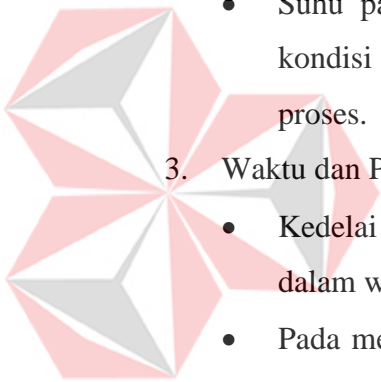 • Suhu pa
kondisi
proses.
3. Waktu dan P
• Kedelai
dalam w
• Pada me